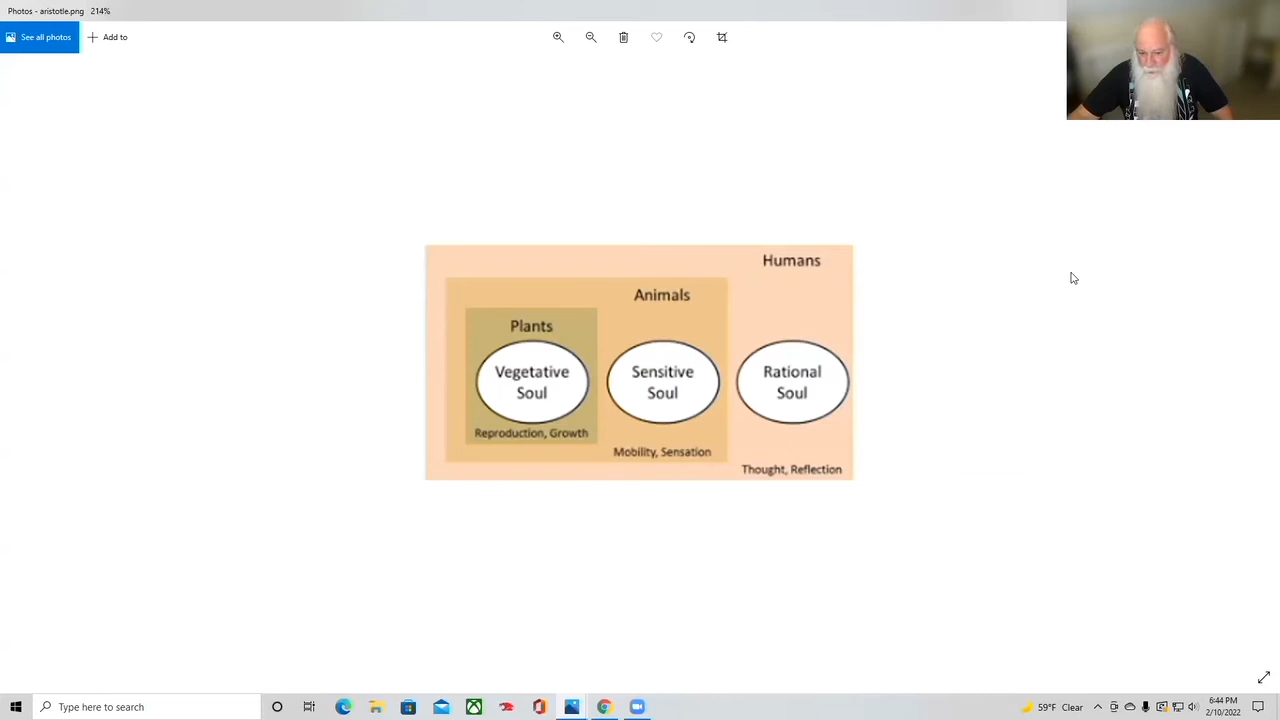 Photos - aristotle.png 214%
See all photos
Add to
Humans
Animals
Plants
Vegetative
Soul
Sensitive
Soul
Rational
Soul
Reproduction, Growth
Mobility, Sensation
Thought, Reflection
Type here to search
59°F Clear
6:44 PM
2/10/2022